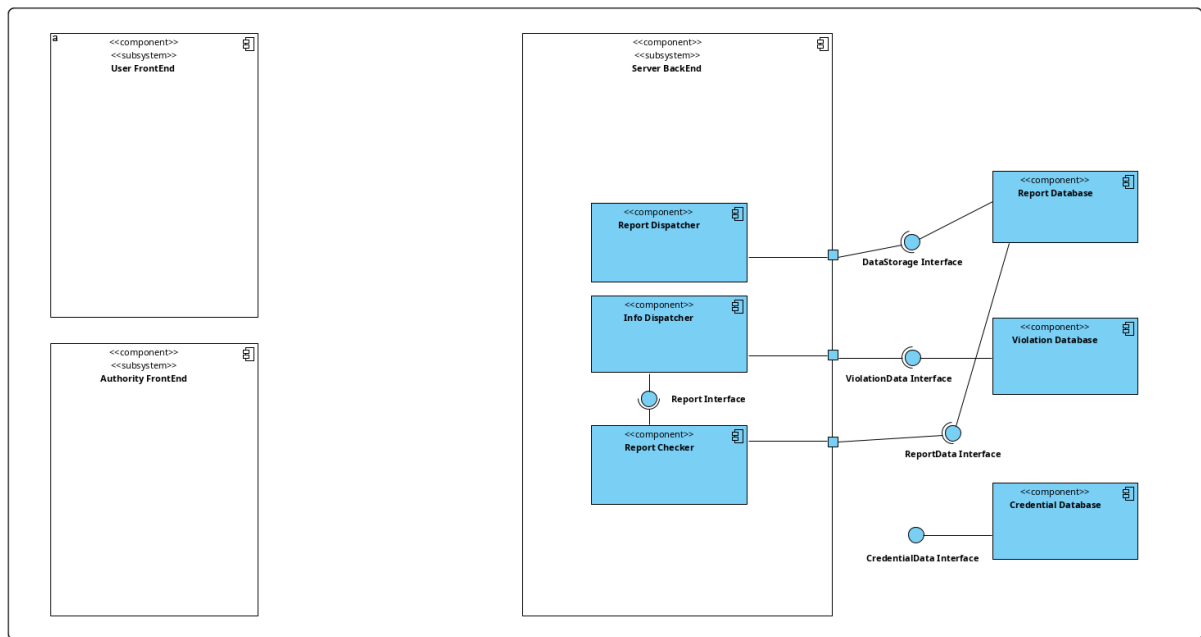 a
<<component>>
<<subsystem>>
User FrontEnd
<<component>>
<<subsystem>>
Authority FrontEnd
<<component>>
<<subsystem>>
Server BackEnd
<<component>>
Report Dispatcher
<<component>>
Info Dispatcher
Report Interface
<<component>>
Report Checker
<<component>>
Report Database
DataStorage Interface
<<component>>
Violation Database
ViolationData Interface
ReportData Interface
<<component>>
Credential Database
CredentialData Interface